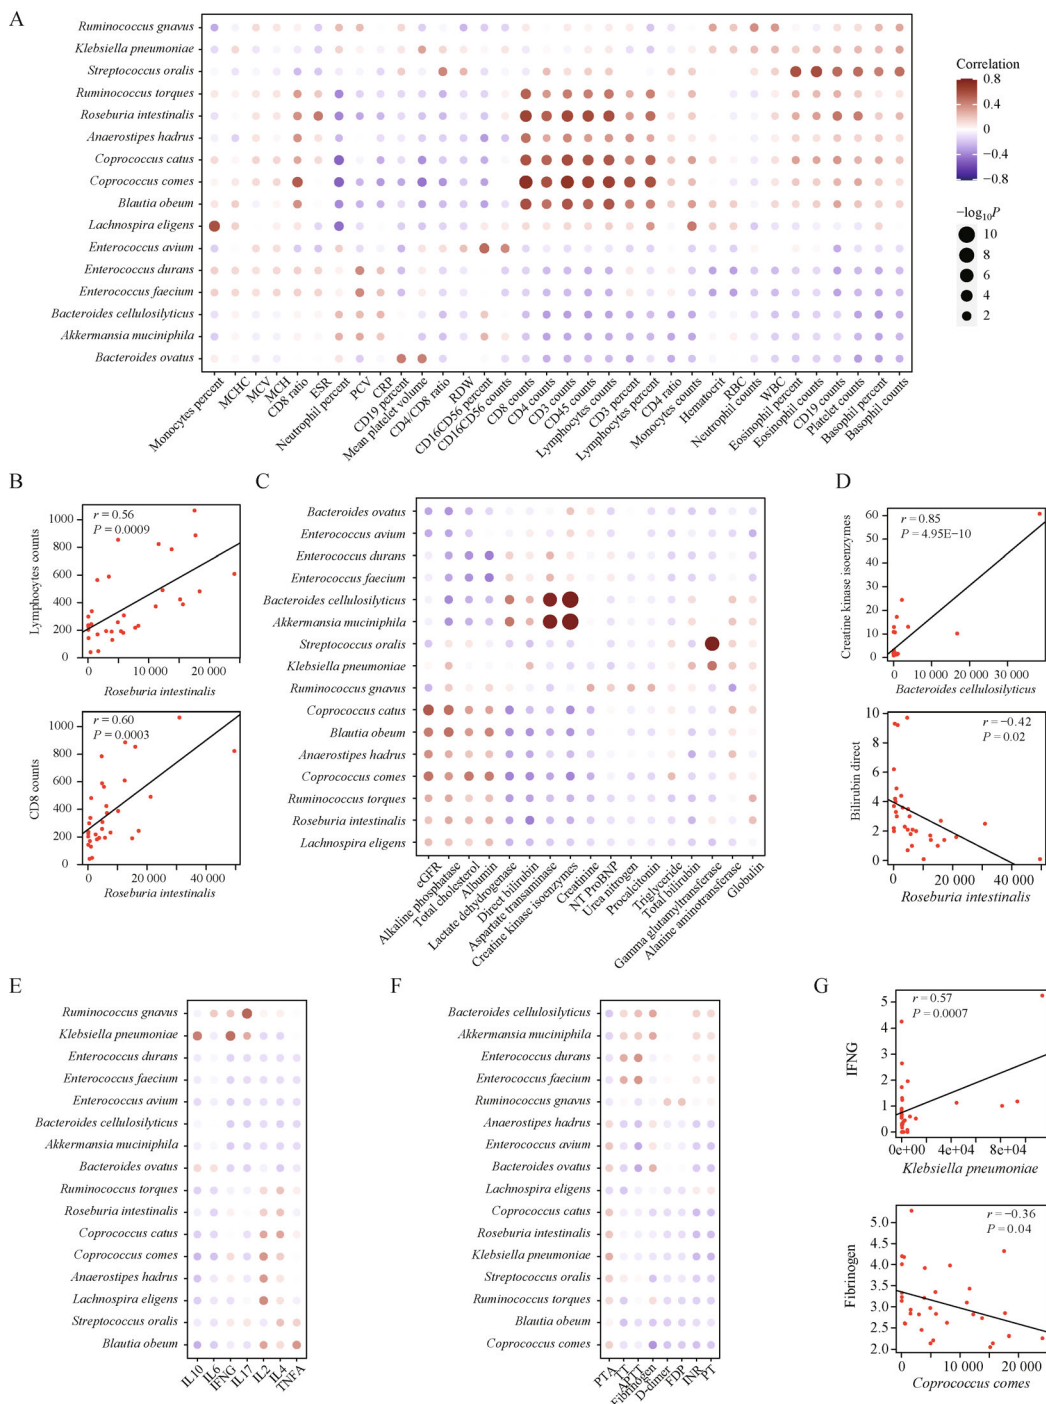 A
Ruminococcus gnavus
Klebsiella pneumoniae
Streptococcus oralis
Ruminococcus torques
Roseburia intestinalis
Anaerostipes hadrus
Coprococcus catus
Coprococcus comes
Blautia obeum
Lachnospira eligens
Enterococcus avium
Enterococcus durans
Enterococcus faecium
Bacteroides cellulosilyticus
Akkermansia muciniphila
Bacteroides ovatus
Monocytes percent
MCHC
MCV
MCH
CD8 ratio
ESR
Neutrophil percent
PCV
CRP
CD19 percent
Mean platelet volume
CD4/CD8 ratio
RDW
CD16CD56 percent
CD16CD56 counts
CD8 counts
CD4 counts
CD3 counts
CD45 counts
Lymphocytes counts
CD3 percent
Lymphocytes percent
CD4 ratio
Monocytes counts
Hematocrit
RBC
Neutrophil counts
WBC
Eosinophil percent
Eosinophil counts
CD19 counts
Platelet counts
Basophil percent
Basophil counts
Correlation
0.8
0.4
0
−0.4
−0.8
−log10P
10
8
6
4
2
B
Lymphocytes counts
r = 0.56
P = 0.0009
1000
800
600
400
200
0
0
10 000
20 000
Roseburia intestinalis
CD8 counts
r = 0.60
P = 0.0003
1000
800
600
400
200
0
0
10 000
20 000
30 000
40 000
50 000
Roseburia intestinalis
C
Bacteroides ovatus
Enterococcus avium
Enterococcus durans
Enterococcus faecium
Bacteroides cellulosilyticus
Akkermansia muciniphila
Streptococcus oralis
Klebsiella pneumoniae
Ruminococcus gnavus
Coprococcus catus
Blautia obeum
Anaerostipes hadrus
Coprococcus comes
Ruminococcus torques
Roseburia intestinalis
Lachnospira eligens
eGFR
Alkaline phosphatase
Total cholesterol
Albumin
Lactate dehydrogenase
Direct bilirubin
Aspartate transaminase
Creatine kinase isoenzymes
Creatinine
NT ProBNP
Urea nitrogen
Procalcitonin
Triglyceride
Total bilirubin
Gamma glutamyltransferase
Alanine aminotransferase
Globulin
D
Creatine kinase isoenzymes
r = 0.85
P = 4.95E−10
60
50
40
30
20
10
0
0
10 000
20 000
30 000
Bacteroides cellulosilyticus
Bilirubin direct
r = −0.42
P = 0.02
10
8
6
4
2
0
0
10 000
20 000
30 000
40 000
50 000
Roseburia intestinalis
E
Ruminococcus gnavus
Klebsiella pneumoniae
Enterococcus durans
Enterococcus faecium
Enterococcus avium
Bacteroides cellulosilyticus
Akkermansia muciniphila
Bacteroides ovatus
Ruminococcus torques
Roseburia intestinalis
Coprococcus catus
Coprococcus comes
Anaerostipes hadrus
Lachnospira eligens
Streptococcus oralis
Blautia obeum
IL10
IL6
IFNG
IL17
IL2
IL4
TNFA
F
Bacteroides cellulosilyticus
Akkermansia muciniphila
Enterococcus durans
Enterococcus faecium
Ruminococcus gnavus
Anaerostipes hadrus
Enterococcus avium
Bacteroides ovatus
Lachnospira eligens
Coprococcus catus
Roseburia intestinalis
Klebsiella pneumoniae
Streptococcus oralis
Ruminococcus torques
Blautia obeum
Coprococcus comes
PTA
TT
APTT
Fibrinogen
D-dimer
FDP
INR
PT
G
IFNG
r = 0.57
P = 0.0007
5
4
3
2
1
0
0e+00
4e+04
8e+04
Klebsiella pneumoniae
Fibrinogen
r = −0.36
P = 0.04
5.0
4.5
4.0
3.5
3.0
2.5
2.0
0
10 000
20 000
Coprococcus comes